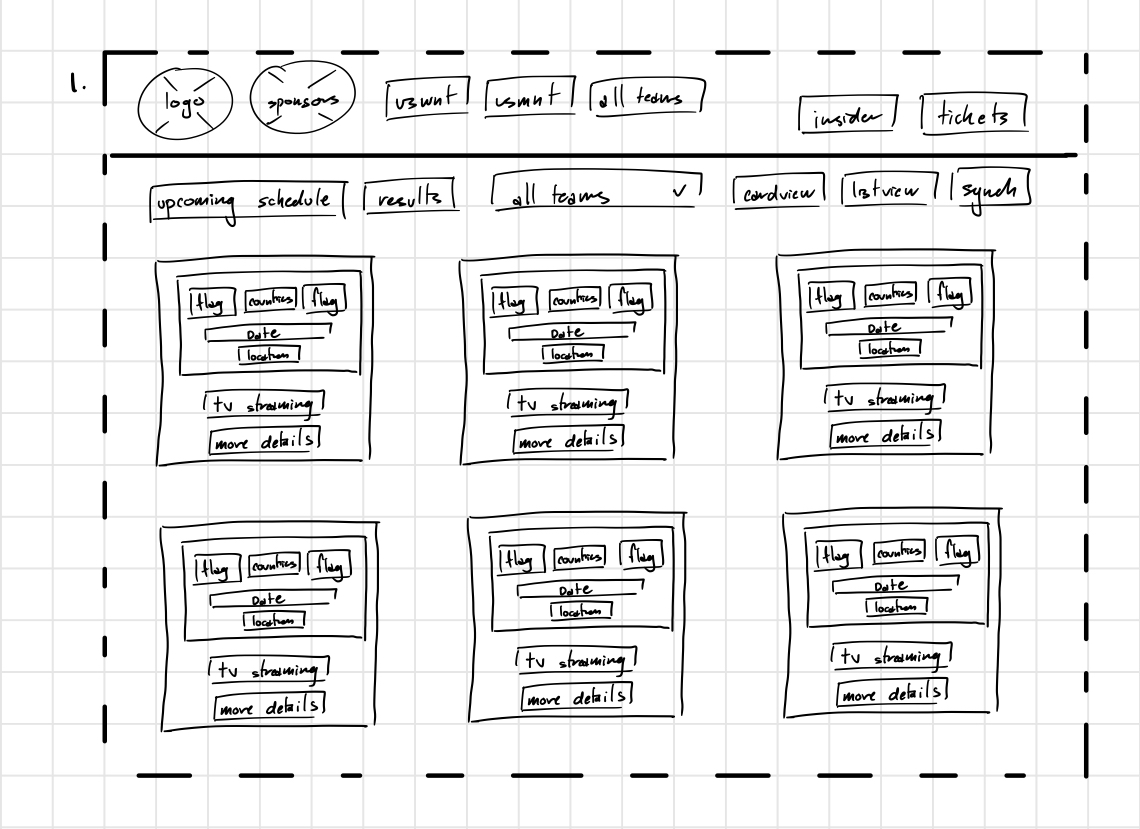 1.
logo sponsors uswnt usmnt all teams insider tickets
upcoming schedule results all teams cardview listview synch
flag countries flag flag countries flag flag countries flag
Date Date Date
location location location
tv streaming tv streaming tv streaming
more details more details more details
flag countries flag flag countries flag flag countries flag
Date Date Date
location location location
tv streaming tv streaming tv streaming
more details more details more details